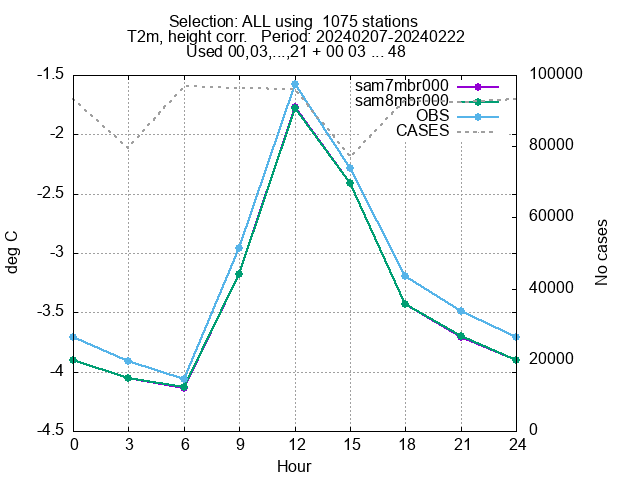 Selection: ALL using  1075 stations
T2m, height corr.   Period: 20240207-20240222
Used 00,03,...,21 + 00 03 ... 48
-1.5
-2
-2.5
-3
-3.5
-4
-4.5
deg C
sam7mbr000
sam8mbr000
OBS
CASES
100000
80000
60000
40000
20000
0
No cases
0 3 6 9 12 15 18 21 24
Hour